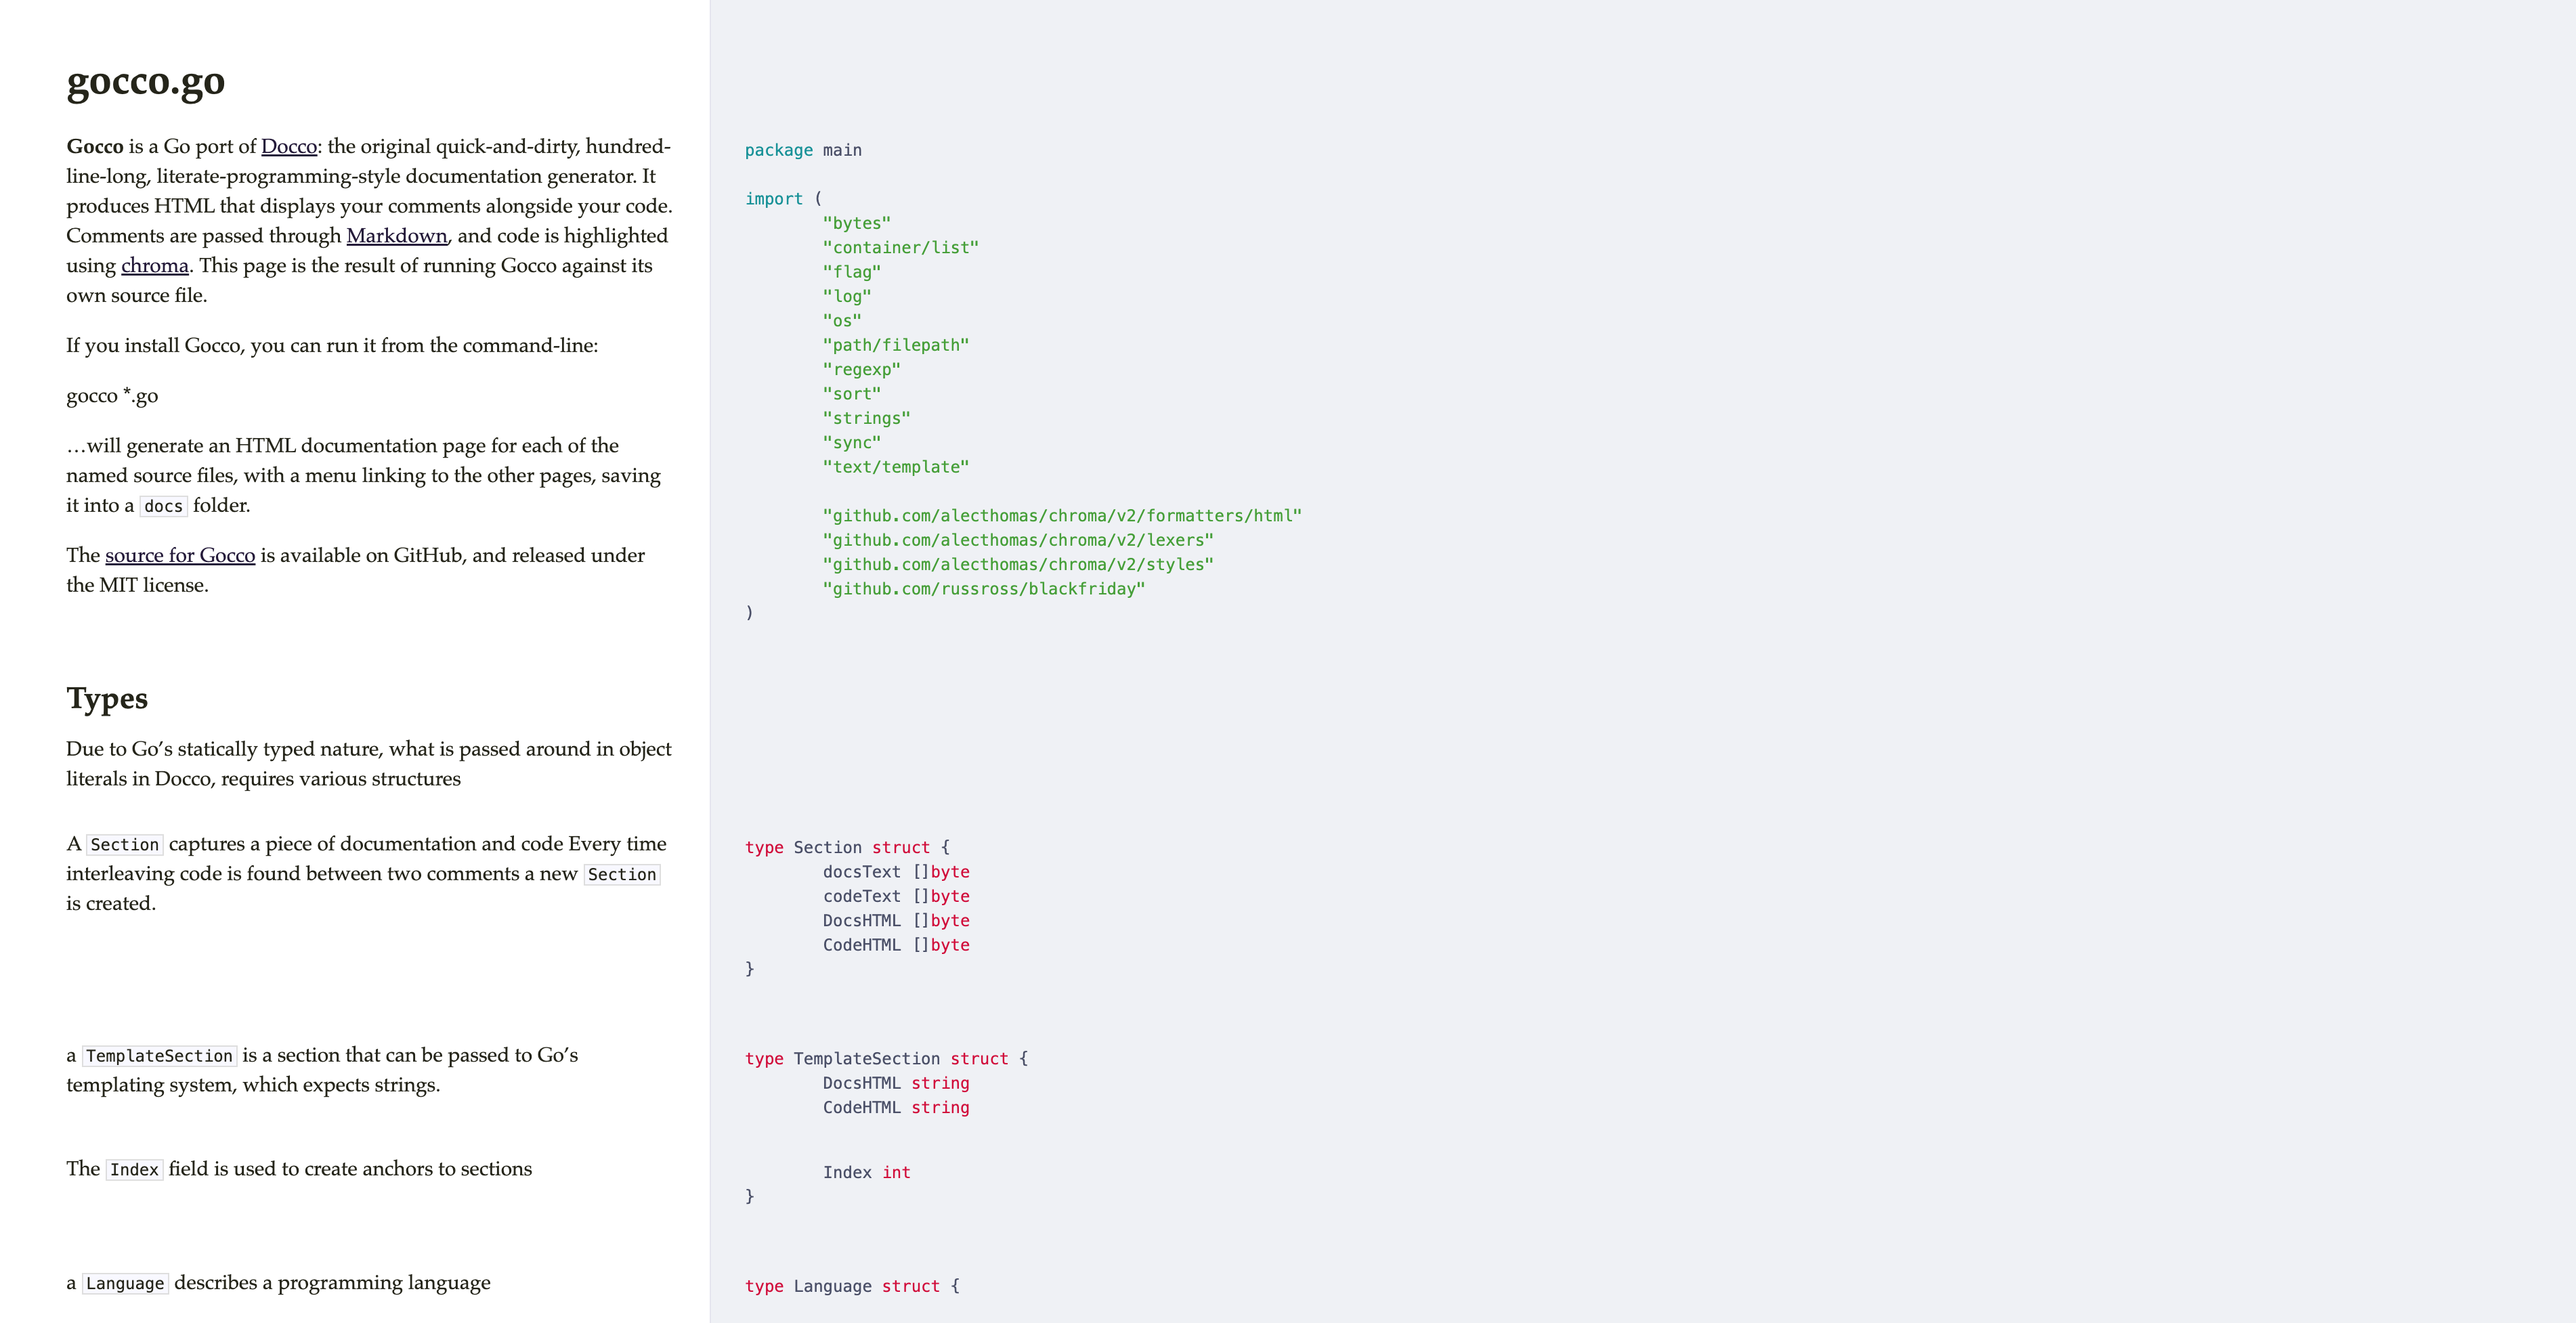 gocco.go
Gocco is a Go port of Docco: the original quick-and-dirty, hundred-
line-long, literate-programming-style documentation generator. It
produces HTML that displays your comments alongside your code.
Comments are passed through Markdown, and code is highlighted
using chroma. This page is the result of running Gocco against its
own source file.
If you install Gocco, you can run it from the command-line:
gocco *.go
…will generate an HTML documentation page for each of the
named source files, with a menu linking to the other pages, saving
it into a docs folder.
The source for Gocco is available on GitHub, and released under
the MIT license.
package main
import (
"bytes"
"container/list"
"flag"
"log"
"os"
"path/filepath"
"regexp"
"sort"
"strings"
"sync"
"text/template"
"github.com/alecthomas/chroma/v2/formatters/html"
"github.com/alecthomas/chroma/v2/lexers"
"github.com/alecthomas/chroma/v2/styles"
"github.com/russross/blackfriday"
)
Types
Due to Go’s statically typed nature, what is passed around in object
literals in Docco, requires various structures
A Section captures a piece of documentation and code Every time
interleaving code is found between two comments a new Section
is created.
type Section struct {
docsText []byte
codeText []byte
DocsHTML []byte
CodeHTML []byte
}
a TemplateSection is a section that can be passed to Go’s
templating system, which expects strings.
type TemplateSection struct {
DocsHTML string
CodeHTML string
The Index field is used to create anchors to sections
Index int
}
a Language describes a programming language
type Language struct {